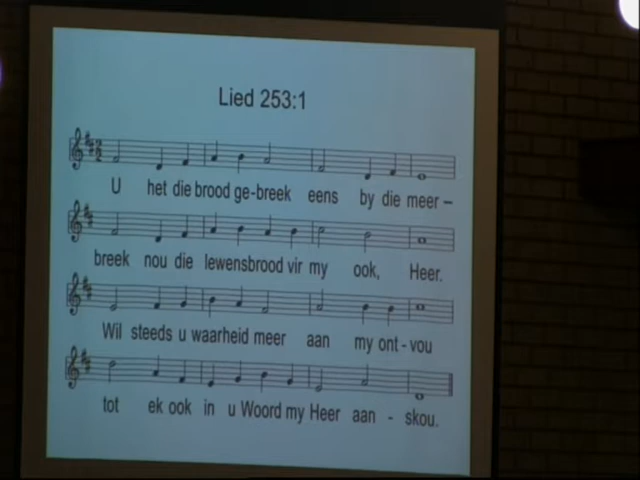 Lied 253:1
U het die brood ge-breek eens by die meer –
breek nou die lewensbrood vir my ook, Heer.
Wil steeds u waarheid meer aan my ont-vou
tot ek ook in u Woord my Heer aan - skou.